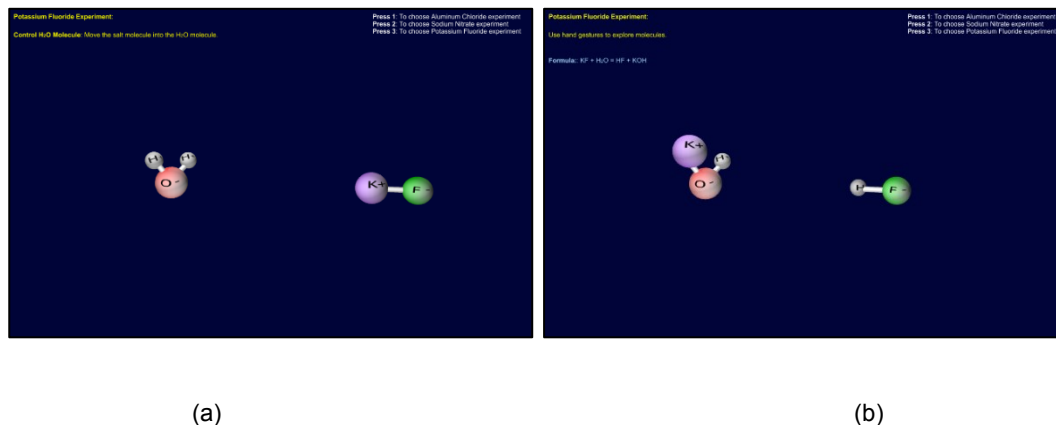 Potassium Fluoride Experiment:
Control H₂O Molecule: Move the salt molecule into the H₂O molecule.
Press 1: To choose Aluminum Chloride experiment
Press 2: To choose Sodium Nitrate experiment
Press 3: To choose Potassium Fluoride experiment
H+
H+
O -
K+
F -
Potassium Fluoride Experiment:
Use hand gestures to explore molecules.
Formula: KF + H₂O = HF + KOH
Press 1: To choose Aluminum Chloride experiment
Press 2: To choose Sodium Nitrate experiment
Press 3: To choose Potassium Fluoride experiment
K+
H+
O -
H
F -
(a)
(b)